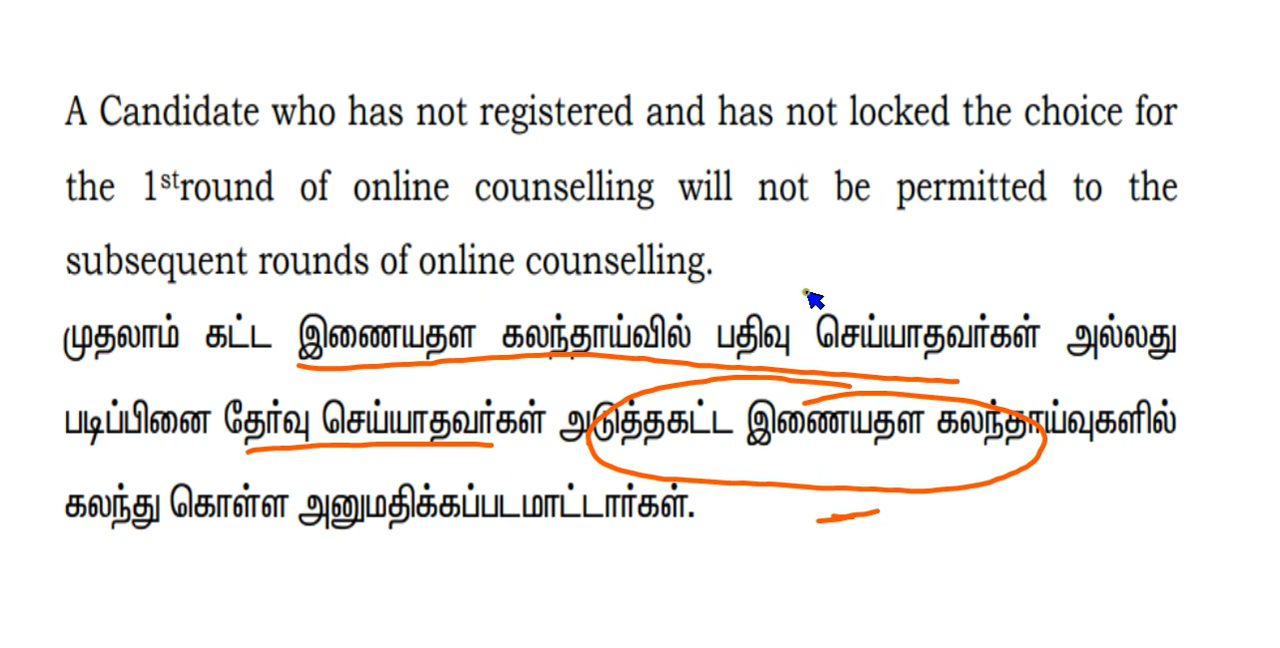 A Candidate who has not registered and has not locked the choice for
the 1stround of online counselling will not be permitted to the
subsequent rounds of online counselling.
முதலாம் கட்ட இணையதள கலந்தாய்வில் பதிவு செய்யாதவர்கள் அல்லது
படிப்பினை தேர்வு செய்யாதவர்கள் அடுத்தகட்ட இணையதள கலந்தாய்வுகளில்
கலந்து கொள்ள அனுமதிக்கப்படமாட்டார்கள்.